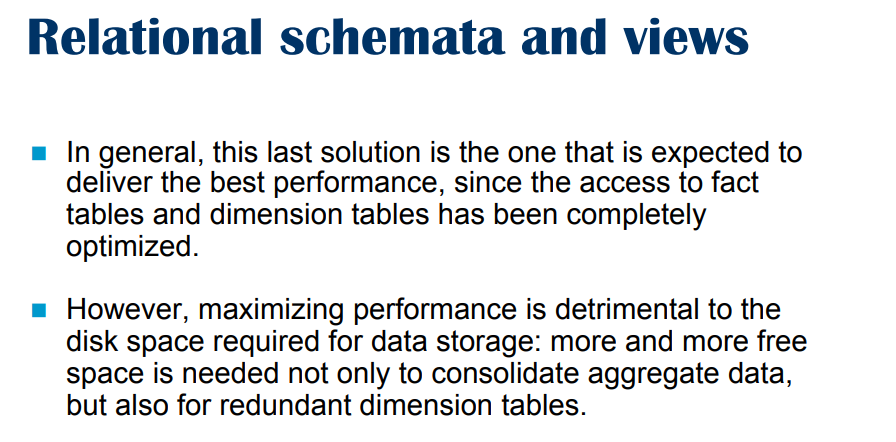 Relational schemata and views
In general, this last solution is the one that is expected to
deliver the best performance, since the access to fact
tables and dimension tables has been completely
optimized.
However, maximizing performance is detrimental to the
disk space required for data storage: more and more free
space is needed not only to consolidate aggregate data,
but also for redundant dimension tables.